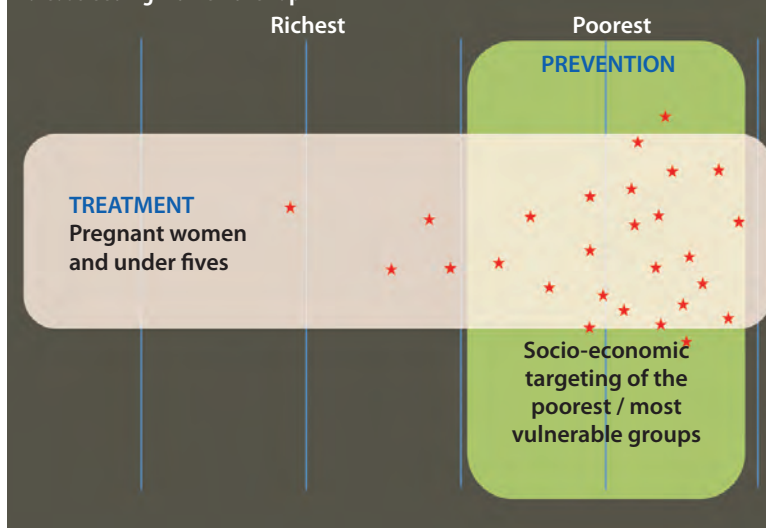 Richest
Poorest
PREVENTION
TREATMENT
Pregnant women
and under fives
Socio-economic
targeting of the
poorest / most
vulnerable groups